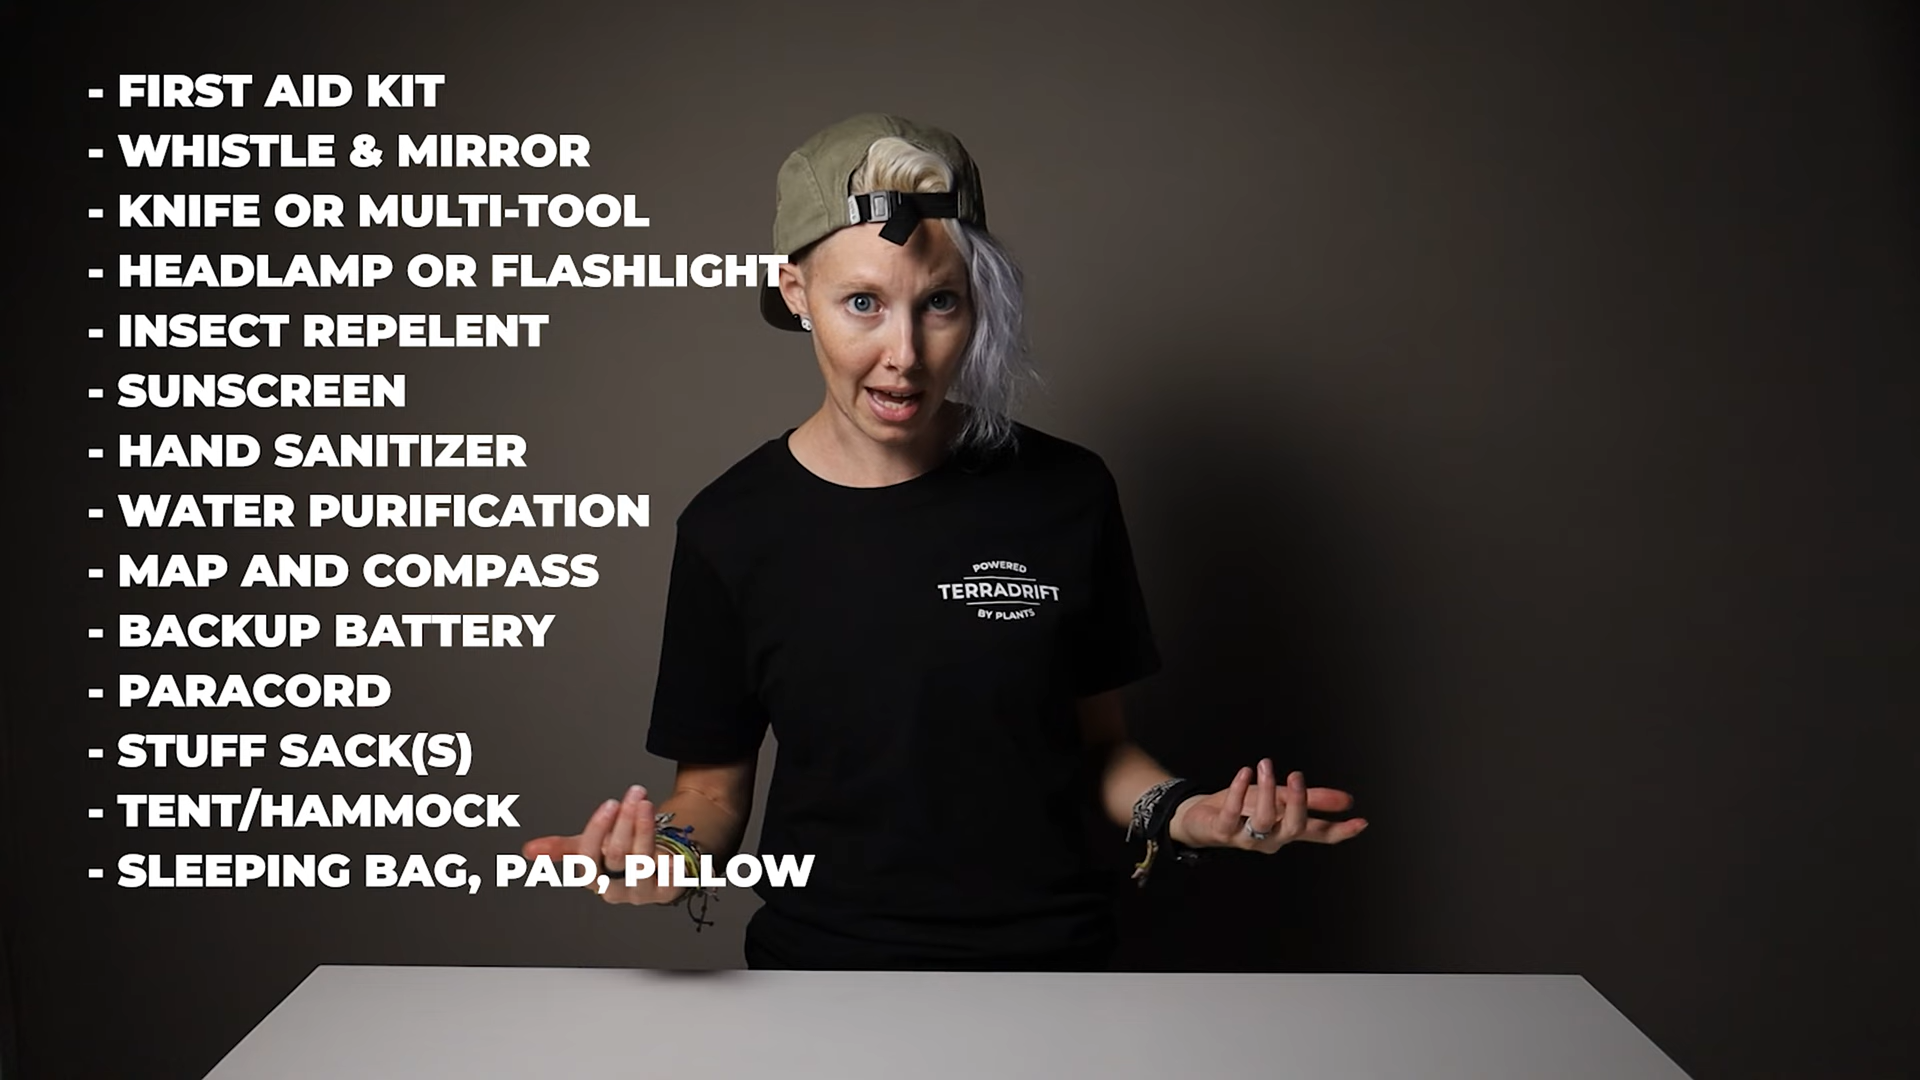 - FIRST AID KIT
- WHISTLE & MIRROR
- KNIFE OR MULTI-TOOL
- HEADLAMP OR FLASHLIGHT
- INSECT REPELENT
- SUNSCREEN
- HAND SANITIZER
- WATER PURIFICATION
- MAP AND COMPASS
- BACKUP BATTERY
- PARACORD
- STUFF SACK(S)
- TENT/HAMMOCK
- SLEEPING BAG, PAD, PILLOW
POWERED
TERRADRIFT
BY PLANTS